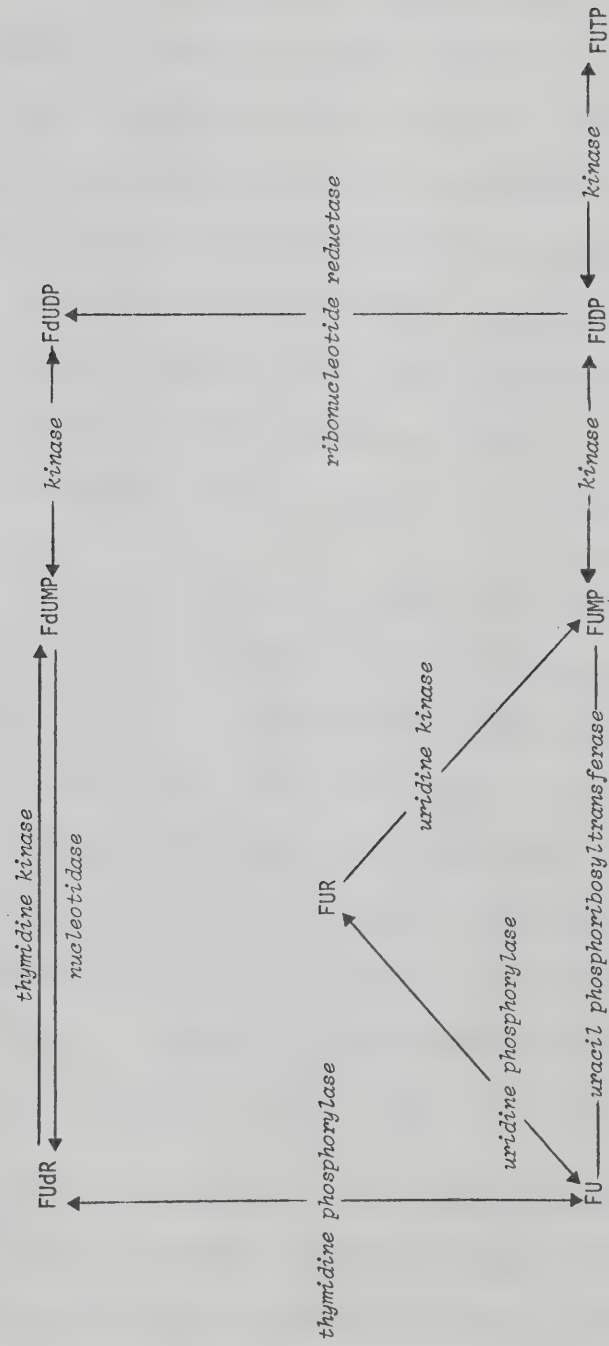 thymidine kinase
FUdR
FdUMP
kinase
FdUDP
nucleotidase
thymidine phosphorylase
FUR
ribonucleotide reductase
uridine kinase
uridine phosphorylase
FU
uracil phosphoribosyltransferase
FUMP
kinase
FUDP
kinase
FUTP